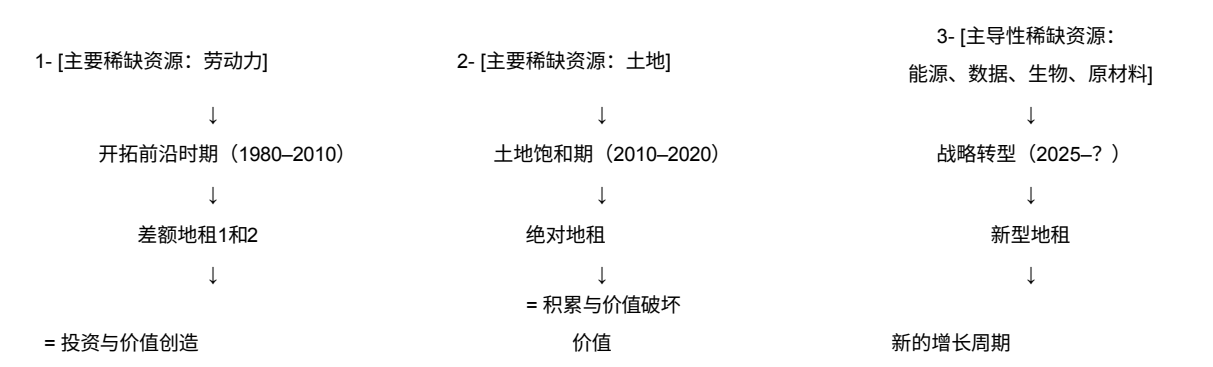 1- [主要稀缺资源：劳动力]
↓
开拓前沿时期（1980–2010）
↓
差额地租1和2
↓
= 投资与价值创造
2- [主要稀缺资源：土地]
↓
土地饱和期（2010–2020）
↓
绝对地租
↓
= 积累与价值破坏
价值
3- [主导性稀缺资源：
能源、数据、生物、原材料]
↓
战略转型（2025–？）
↓
新型地租
↓
新的增长周期